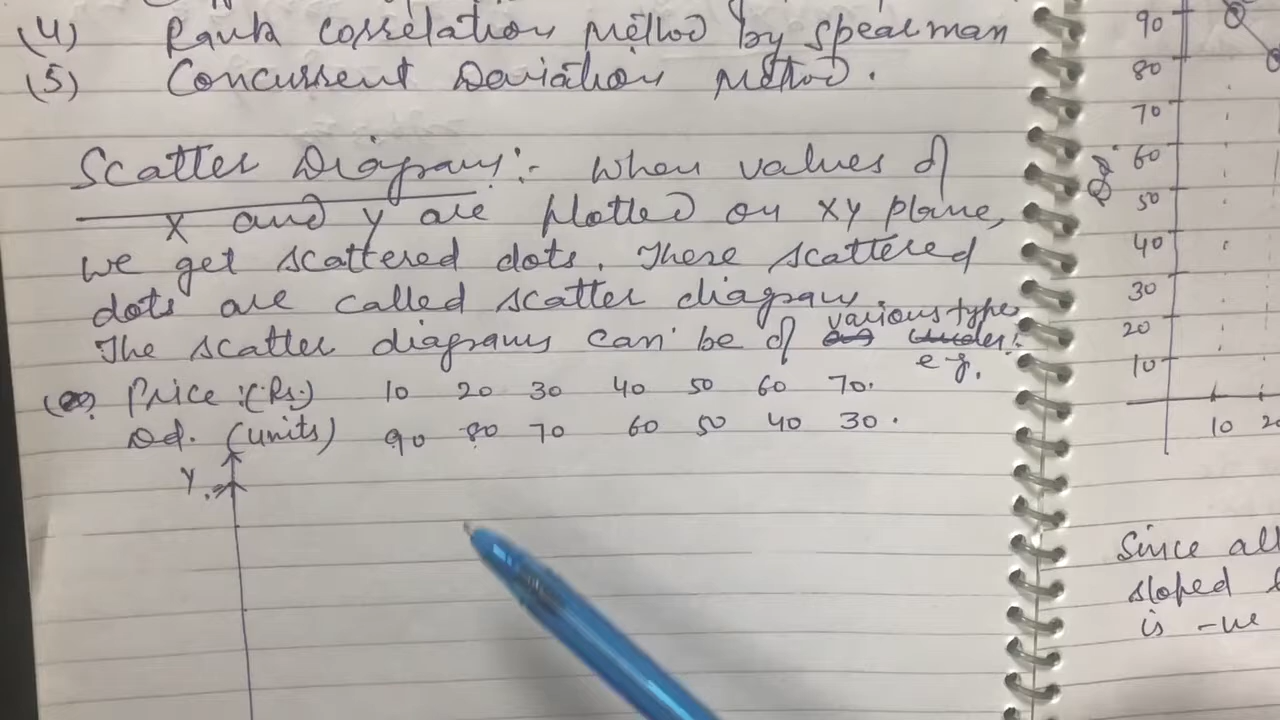 (4) Rank Correlation Method by Spearman
(5) Concurrent Deviation Method.
Scatter Diagram:- When values of
X and Y are plotted on XY plane,
we get scattered dots. These scattered
dots are called scatter diagram
The scatter diagrams can be of various types
e.g.
Price:(Rs.) 10 20 30 40 50 60 70.
Dd. (units) 90 80 70 60 50 40 30.
Y
90
80
70
60
50
40
30
20
10
10 20
Dd.
Since all
sloped
is -ve